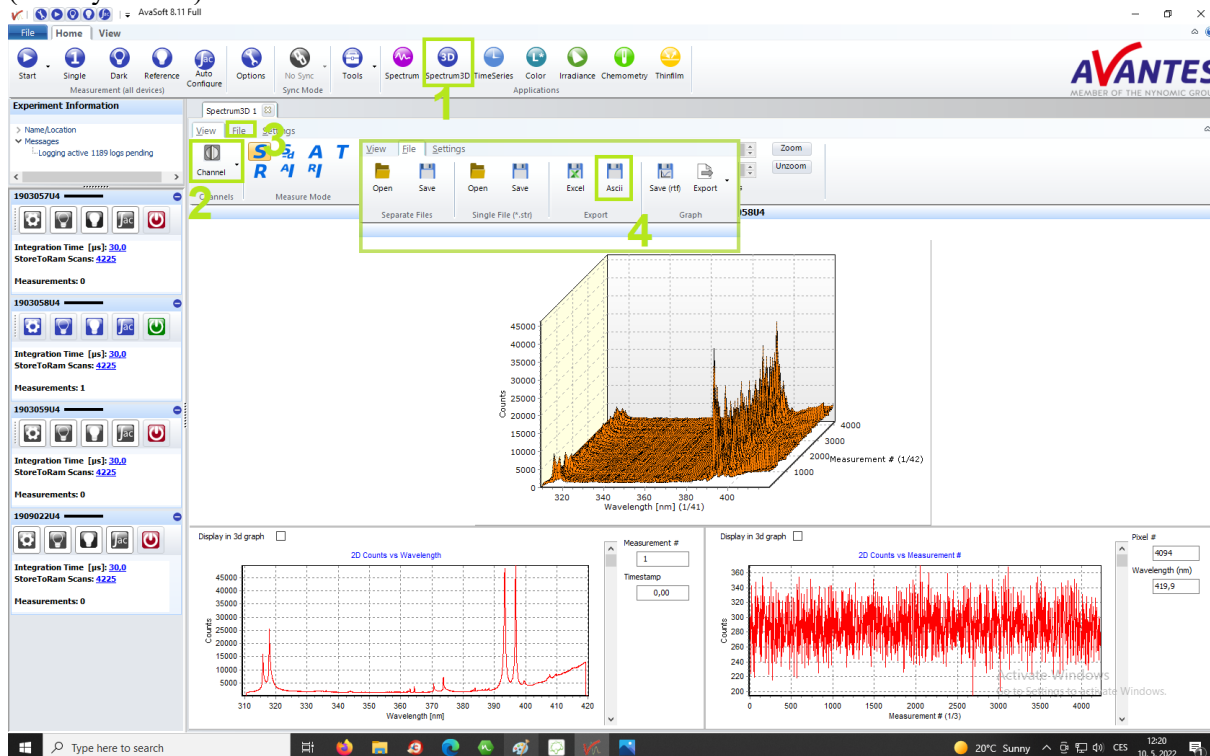 AvaSoft 8.11 Full
File Home View
Start Single Dark Reference Auto Configure Options No Sync Tools Spectrum Spectrum3D TimeSeries Color Irradiance Chemometry Thinfilm
Measurement (all devices) Sync Mode Applications
AVANTES
MEMBER OF THE NYNOMIC GROU
1
Experiment Information
Name/Location
Messages
Logging active 1189 logs pending
Spectrum3D 1
View File Settings
3
Channel
S Sd A T
R AI RI
Channels Measure Mode
2
View File Settings
Open Save Open Save Excel Ascii Save (rtf) Export
Separate Files Single File (*.str) Export Graph
4
Zoom
Unzoom
1903057U4
Integration Time [µs]: 30,0
StoreToRam Scans: 4225
Measurements: 0
1903058U4
Integration Time [µs]: 30,0
StoreToRam Scans: 4225
Measurements: 1
1903059U4
Integration Time [µs]: 30,0
StoreToRam Scans: 4225
Measurements: 0
1909022U4
Integration Time [µs]: 30,0
StoreToRam Scans: 4225
Measurements: 0
58U4
45000
40000
35000
30000
25000
20000
15000
10000
5000
0
Counts
320 340 360 380 400
Wavelength [nm] (1/41)
4000
3000
2000
1000
Measurement # (1/42)
Display in 3d graph
2D Counts vs Wavelength
45000
40000
35000
30000
25000
20000
15000
10000
5000
Counts
310 320 330 340 350 360 370 380 390 400 410 420
Wavelength [nm]
Measurement #
1
Timestamp
0,00
Display in 3d graph
2D Counts vs Measurement #
360
340
320
300
280
260
240
220
200
Counts
0 500 1000 1500 2000 2500 3000 3500 4000
Measurement # (1/3)
Pixel #
4094
Wavelength (nm)
419,9
Activate Windows
Go to Settings to activate Windows.
Type here to search
20°C Sunny
CES
12:20
10. 5. 2022